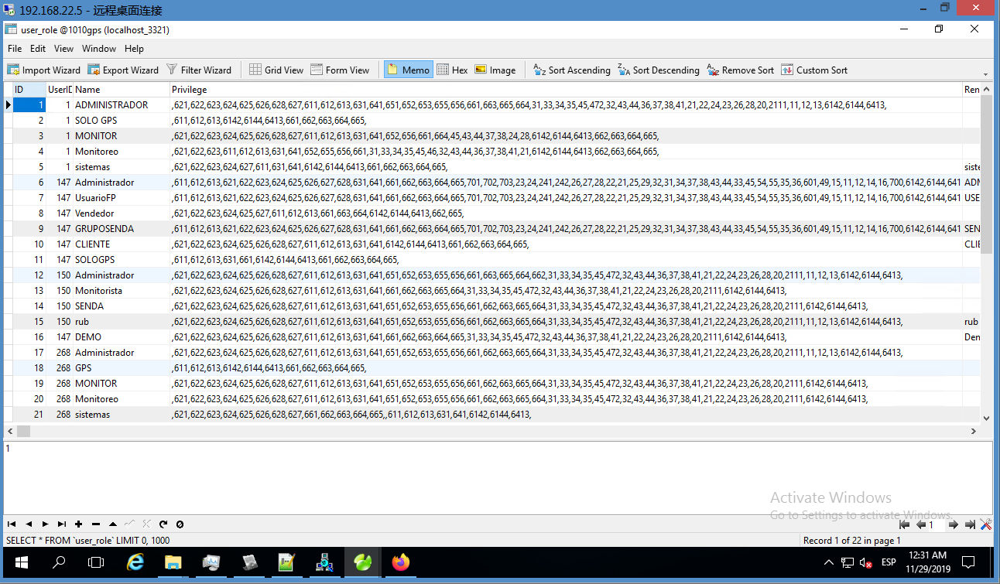 192.168.22.5 - 远程桌面连接
user_role @1010gps (localhost_3321)
File Edit View Window Help
Import Wizard Export Wizard Filter Wizard Grid View Form View Memo Hex Image Sort Ascending Sort Descending Remove Sort Custom Sort
ID UserID Name Privilege Ren
1 1 ADMINISTRADOR ,621,622,623,624,625,626,628,627,611,612,613,631,641,651,652,653,655,656,661,663,665,664,31,33,34,35,45,472,32,43,44,36,37,38,41,21,22,24,23,26,28,20,2111,11,12,13,6142,6144,6413,
2 1 SOLO GPS ,611,612,613,6142,6144,6413,661,662,663,664,665,
3 1 MONITOR ,621,622,623,624,625,626,628,627,611,612,613,631,641,652,656,661,664,45,43,44,37,38,24,28,6142,6144,6413,662,663,664,665,
4 1 Monitoreo ,621,622,623,611,612,613,631,641,652,655,656,661,31,33,34,35,45,46,32,43,44,36,37,38,41,21,6142,6144,6413,662,663,664,665,
5 1 sistemas ,621,622,623,624,627,611,631,641,6142,6144,6413,661,662,663,664,665, siste
6 147 Administrador ,611,612,613,621,622,623,624,625,626,627,628,631,641,661,662,663,664,665,701,702,703,23,24,241,242,26,27,28,22,21,25,29,32,31,34,37,38,43,44,33,45,54,55,35,36,601,49,15,11,12,14,16,700,6142,6144,641 ADM
7 147 UsuarioFP ,611,612,613,621,622,623,624,625,626,627,628,631,641,661,662,663,664,665,701,702,703,23,24,241,242,26,27,28,22,21,25,29,32,31,34,37,38,43,44,33,45,54,55,35,36,601,49,15,11,12,14,16,700,6142,6144,641 USE
8 147 Vendedor ,621,622,623,624,625,627,611,612,613,661,663,664,6142,6144,6413,662,665,
9 147 GRUPOSENDA ,611,612,613,621,622,623,624,625,626,627,628,631,641,661,662,663,664,665,701,702,703,23,24,241,242,26,27,28,22,21,25,29,32,31,34,37,38,43,44,33,45,54,55,35,36,601,49,15,11,12,14,16,700,6142,6144,641 SEN
10 147 CLIENTE ,621,622,623,624,625,626,628,627,611,612,613,631,641,6142,6144,6413,661,662,663,664,665, CLIE
11 147 SOLOGPS ,611,612,613,631,661,6142,6144,6413,661,662,663,664,665,
12 150 Administrador ,621,622,623,624,625,626,628,627,611,612,613,631,641,651,652,653,655,656,661,663,665,664,662,31,33,34,35,45,472,32,43,44,36,37,38,41,21,22,24,23,26,28,20,2111,11,12,13,6142,6144,6413,
13 150 Monitorista ,621,622,623,624,625,626,628,627,611,612,613,631,641,661,662,663,665,664,31,33,34,35,45,472,32,43,44,36,37,38,41,21,22,24,23,26,28,20,2111,6142,6144,6413,
14 150 SENDA ,621,622,623,624,625,626,628,627,611,612,613,631,641,651,652,653,655,656,661,662,663,665,664,31,33,34,35,45,472,32,43,44,36,37,38,41,21,22,24,23,26,28,20,2111,6142,6144,6413,
15 150 rub ,621,622,623,624,625,626,628,627,611,612,613,631,641,651,652,653,655,656,661,662,663,665,664,31,33,34,35,45,472,32,43,44,36,37,38,41,21,22,24,23,26,28,20,2111,11,12,13,6142,6144,6413, rub
16 147 DEMO ,621,622,623,624,625,626,628,627,611,612,613,631,641,661,662,663,664,665,31,33,34,35,45,472,32,43,44,36,37,38,41,21,22,24,23,26,28,20,2111,6142,6144,6413, Den
17 268 Administrador ,621,622,623,624,625,626,628,627,611,612,613,631,641,651,652,653,655,656,661,662,663,665,664,31,33,34,35,45,472,32,43,44,36,37,38,41,21,22,24,23,26,28,20,2111,11,12,13,6142,6144,6413,
18 268 GPS ,611,612,613,6142,6144,6413,661,662,663,664,665,
19 268 MONITOR ,621,622,623,624,625,626,628,627,611,612,613,631,641,651,652,653,655,656,661,662,663,665,664,31,33,34,35,45,472,32,43,44,36,37,38,41,21,22,24,23,26,28,20,2111,6142,6144,6413,
20 268 Monitoreo ,621,622,623,624,625,626,628,627,611,612,613,631,641,651,652,653,655,656,661,662,663,665,664,31,33,34,35,45,472,32,43,44,36,37,38,41,21,22,24,23,26,28,20,2111,6142,6144,6413,
21 268 sistemas ,621,622,623,624,625,626,628,627,661,662,663,664,665,,611,612,613,631,641,6142,6144,6413,
1
Activate Windows
Go to Settings to activate Windows.
1
SELECT * FROM `user_role` LIMIT 0, 1000 Record 1 of 22 in page 1
ESP 12:31 AM
11/29/2019